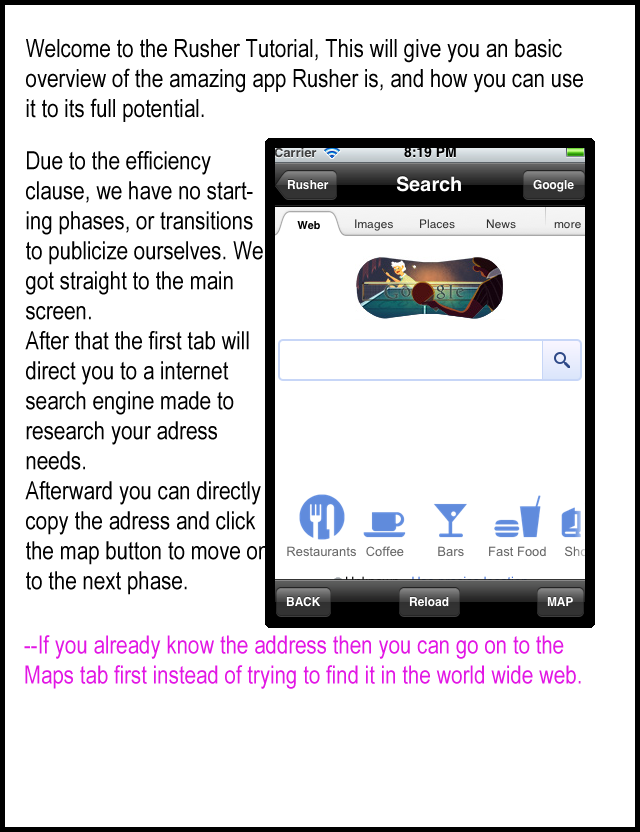 Welcome to the Rusher Tutorial, This will give you an basic
overview of the amazing app Rusher is, and how you can use
it to its full potential.
Due to the efficiency
clause, we have no start-
ing phases, or transitions
to publicize ourselves. We
got straight to the main
screen.
After that the first tab will
direct you to a internet
search engine made to
research your adress
needs.
Afterward you can directly
copy the adress and click
the map button to move on
to the next phase.
Carrier 8:19 PM
Rusher Search Google
Web Images Places News more
Google
Restaurants Coffee Bars Fast Food Sho
BACK Reload MAP
--If you already know the address then you can go on to the
Maps tab first instead of trying to find it in the world wide web.